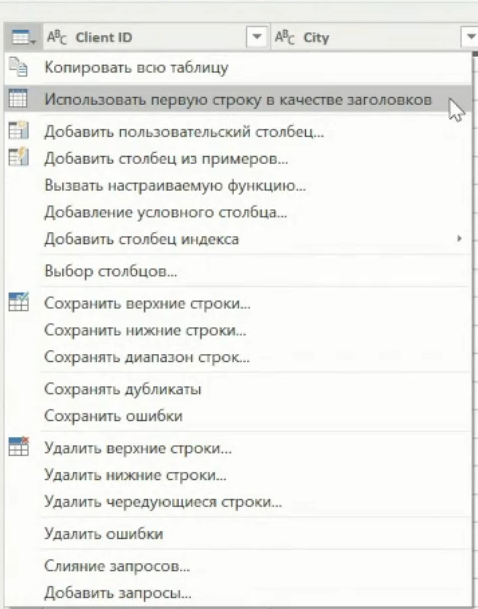 ABC Client ID ABC City
Копировать всю таблицу
Использовать первую строку в качестве заголовков
Добавить пользовательский столбец...
Добавить столбец из примеров...
Вызвать настраиваемую функцию...
Добавление условного столбца...
Добавить столбец индекса
Выбор столбцов...
Сохранить верхние строки...
Сохранить нижние строки...
Сохранять диапазон строк...
Сохранять дубликаты
Сохранить ошибки
Удалить верхние строки...
Удалить нижние строки...
Удалить чередующиеся строки...
Удалить ошибки
Слияние запросов...
Добавить запросы...